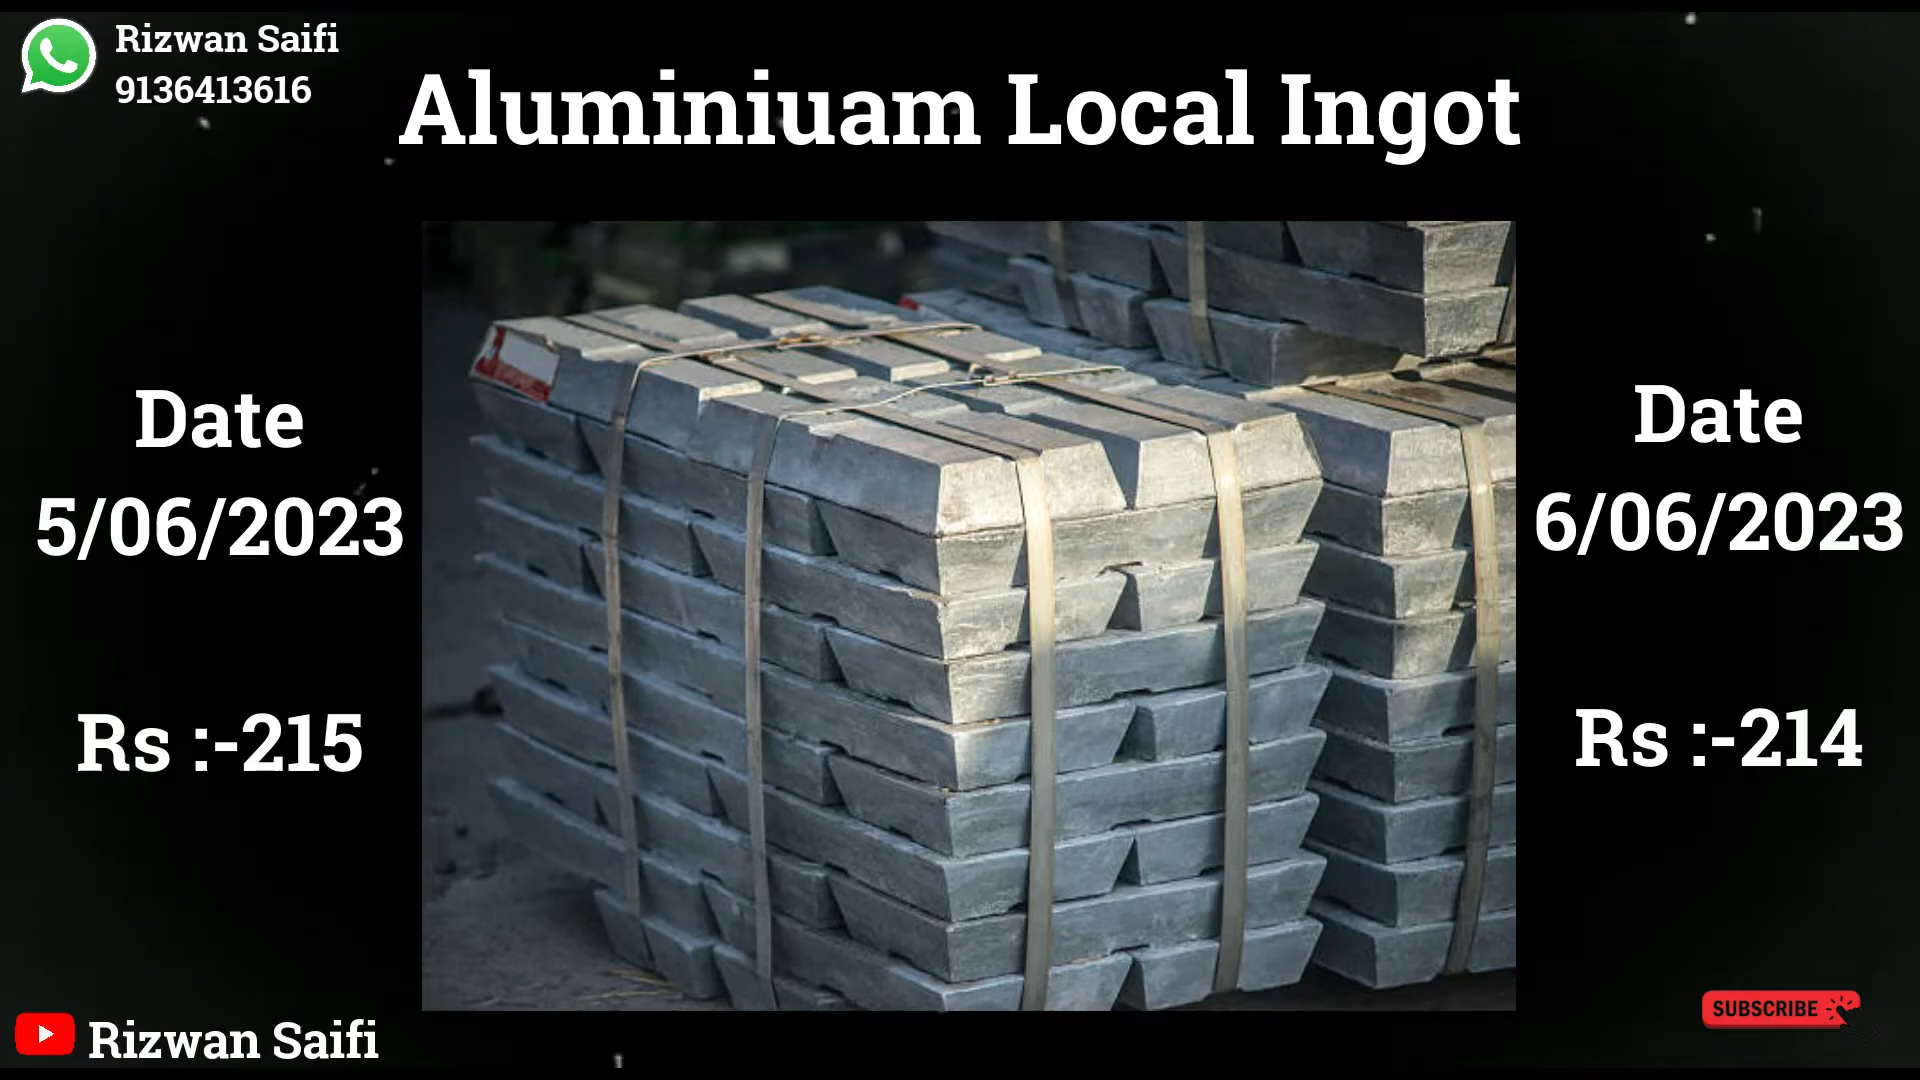 Rizwan Saifi
9136413616
Aluminiuam Local Ingot
Date
5/06/2023
Rs :-215
Date
6/06/2023
Rs :-214
Rizwan Saifi
SUBSCRIBE